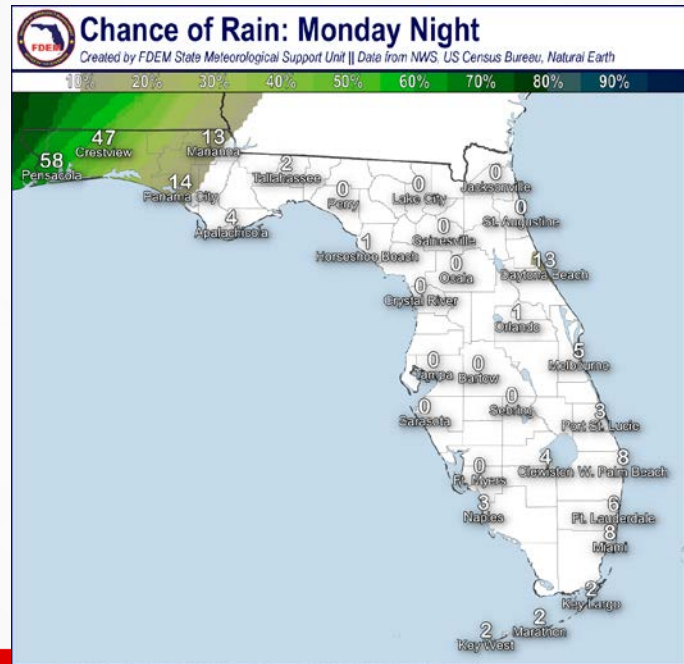 FDEM
Chance of Rain: Monday Night
Created by FDEM State Meteorological Support Unit || Data from NWS, US Census Bureau, Natural Earth
10% 20% 30% 40% 50% 60% 70% 80% 90%
47
Crestview
13
Marianna
58
Pensacola
14
Panama City
2
Tallahassee
4
Apalachicola
0
Perry
0
Lake City
0
Jacksonville
0
St. Augustine
0
Gainesville
1
Horseshoe Beach
0
Ocala
13
Daytona Beach
0
Crystal River
1
Orlando
5
Melbourne
0
Tampa
0
Bartow
0
Sebring
0
Sarasota
3
Port St. Lucie
0
Ft. Myers
4
Clewiston
8
W. Palm Beach
3
Naples
6
Ft. Lauderdale
8
Miami
2
Key Largo
2
Marathon
2
Key West